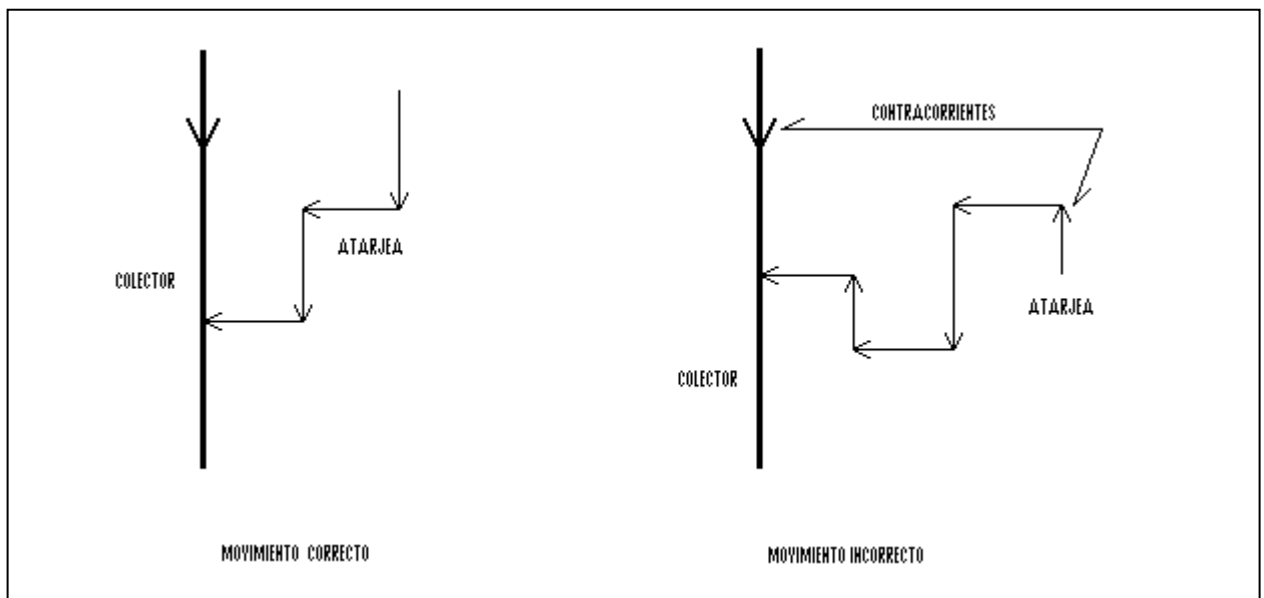 CONTRACORRIENTES
ATARJEA
COLECTOR
ATARJEA
COLECTOR
MOVIMIENTO CORRECTO
MOVIMIENTO INCORRECTO